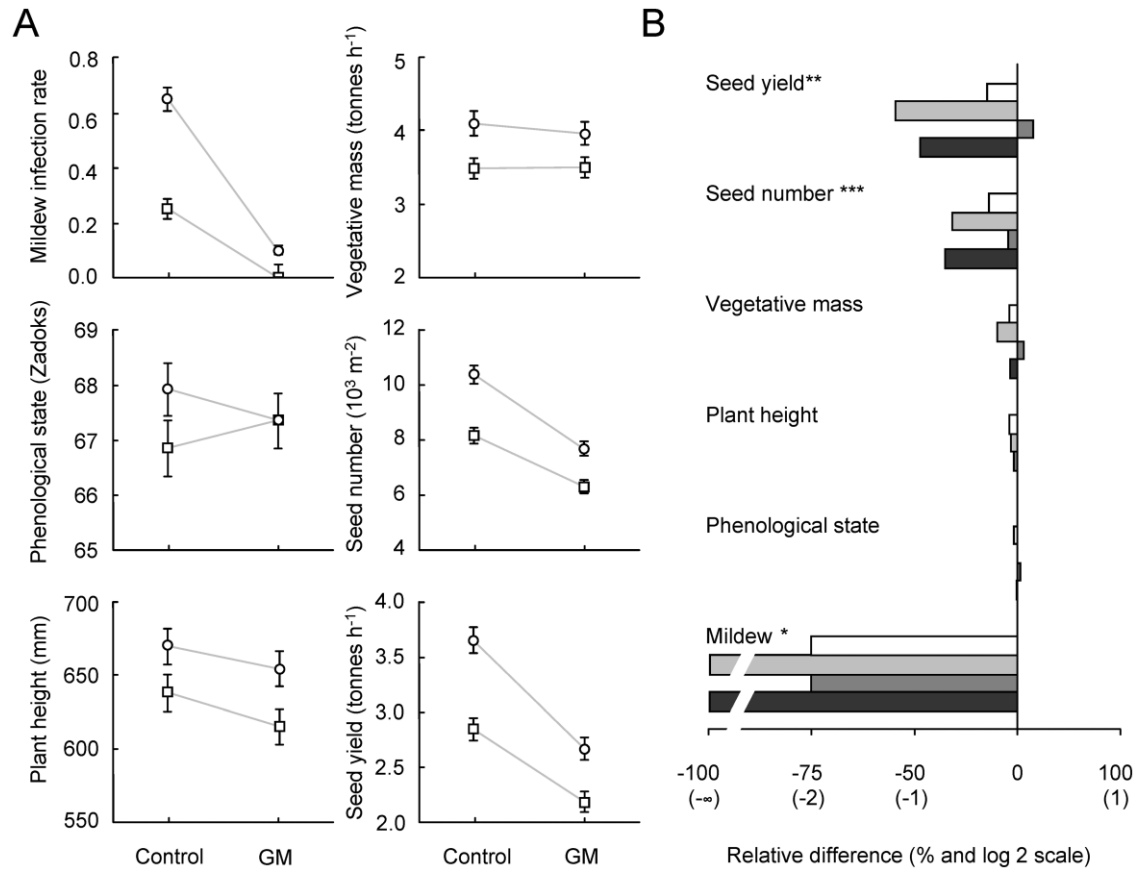 A
Mildew infection rate
0.8
0.6
0.4
0.2
0.0
Vegetative mass (tonnes h⁻¹)
5
4
3
2
Phenological state (Zadoks)
69
68
67
66
65
Seed number (10³ m⁻²)
12
10
8
6
4
Plant height (mm)
700
650
600
550
Seed yield (tonnes h⁻¹)
4.0
3.5
3.0
2.5
2.0
Control GM
Control GM
B
Seed yield**
Seed number ***
Vegetative mass
Plant height
Phenological state
Mildew *
-100 -75 -50 0 100
(-∞) (-2) (-1) (1)
Relative difference (% and log 2 scale)